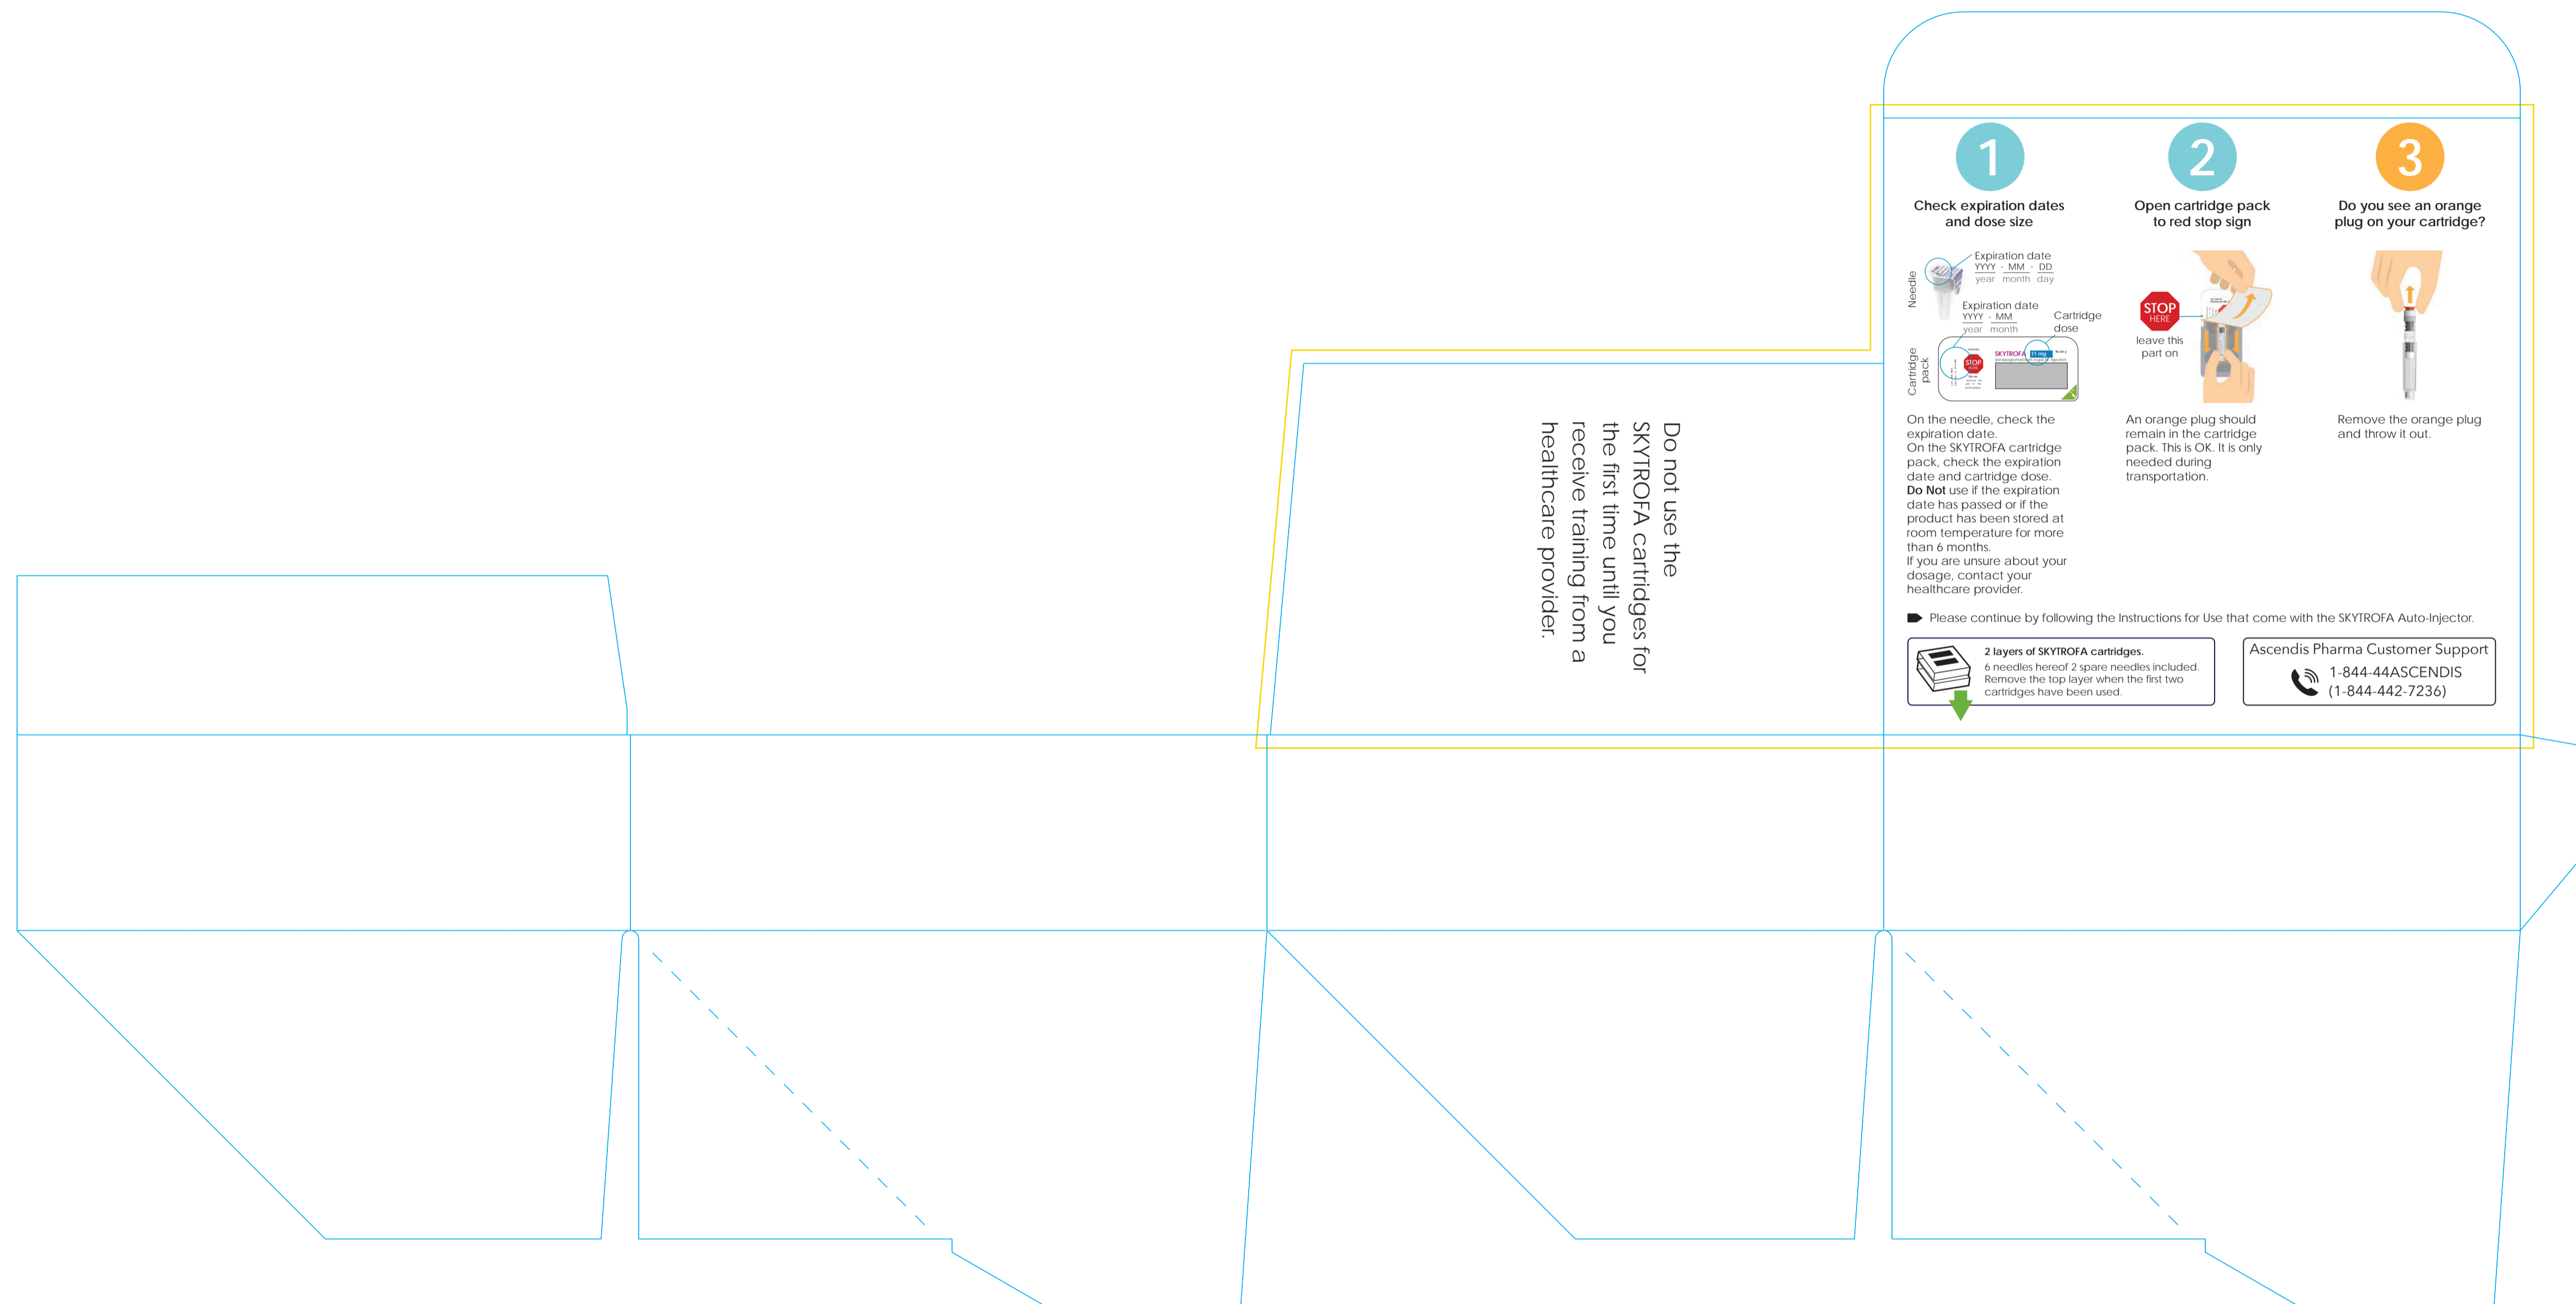 Do not use the
SKYTROFA cartridges for
the first time until you
receive training from a
healthcare provider.
1
Check expiration dates
and dose size
Needle
Expiration date
YYYY - MM - DD
year month day
Expiration date
YYYY - MM
year month
Cartridge
dose
Cartridge
pack
STOP
HERE
SKYTROFA 11 mg
On the needle, check the
expiration date.
On the SKYTROFA cartridge
pack, check the expiration
date and cartridge dose.
Do Not use if the expiration
date has passed or if the
product has been stored at
room temperature for more
than 6 months.
If you are unsure about your
dosage, contact your
healthcare provider.
2
Open cartridge pack
to red stop sign
STOP
HERE
leave this
part on
An orange plug should
remain in the cartridge
pack. This is OK. It is only
needed during
transportation.
3
Do you see an orange
plug on your cartridge?
Remove the orange plug
and throw it out.
Please continue by following the Instructions for Use that come with the SKYTROFA Auto-Injector.
2 layers of SKYTROFA cartridges.
6 needles hereof 2 spare needles included.
Remove the top layer when the first two
cartridges have been used.
Ascendis Pharma Customer Support
1-844-44ASCENDIS
(1-844-442-7236)